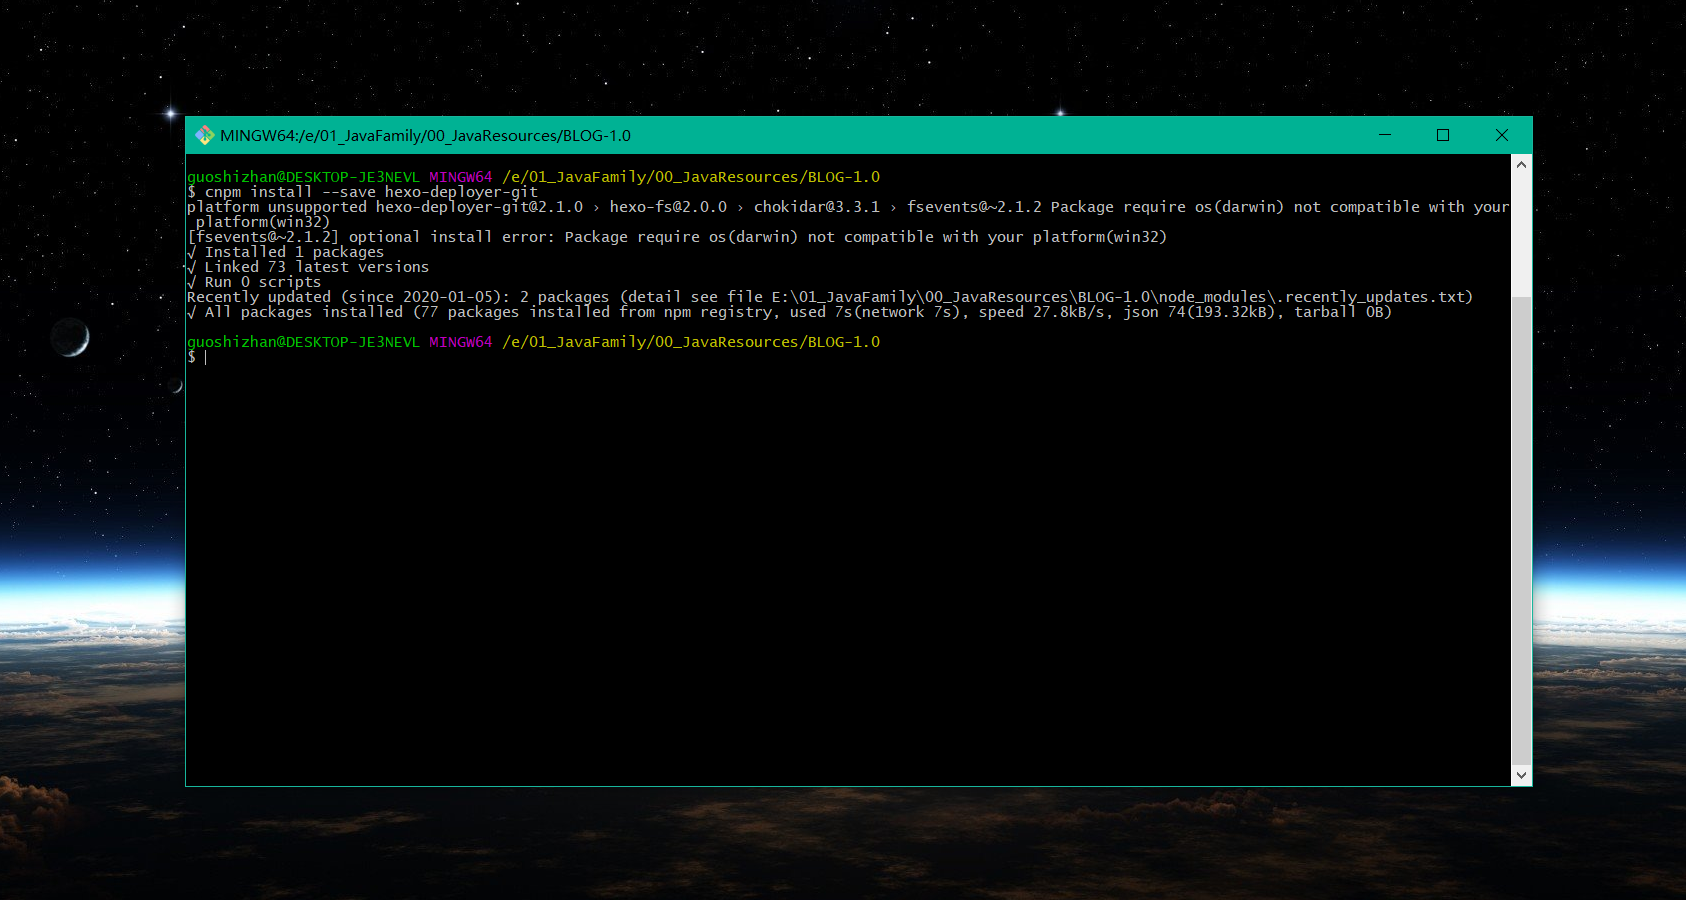 MINGW64:/e/01_JavaFamily/00_JavaResources/BLOG-1.0
guoshizhan@DESKTOP-JE3NEVL MINGW64 /e/01_JavaFamily/00_JavaResources/BLOG-1.0
$ cnpm install --save hexo-deployer-git
platform unsupported hexo-deployer-git@2.1.0 › hexo-fs@2.0.0 › chokidar@3.3.1 › fsevents@~2.1.2 Package require os(darwin) not compatible with your
platform(win32)
[fsevents@~2.1.2] optional install error: Package require os(darwin) not compatible with your platform(win32)
√ Installed 1 packages
√ Linked 73 latest versions
√ Run 0 scripts
Recently updated (since 2020-01-05): 2 packages (detail see file E:\01_JavaFamily\00_JavaResources\BLOG-1.0\node_modules\.recently_updates.txt)
√ All packages installed (77 packages installed from npm registry, used 7s(network 7s), speed 27.8kB/s, json 74(193.32kB), tarball 0B)
guoshizhan@DESKTOP-JE3NEVL MINGW64 /e/01_JavaFamily/00_JavaResources/BLOG-1.0
$